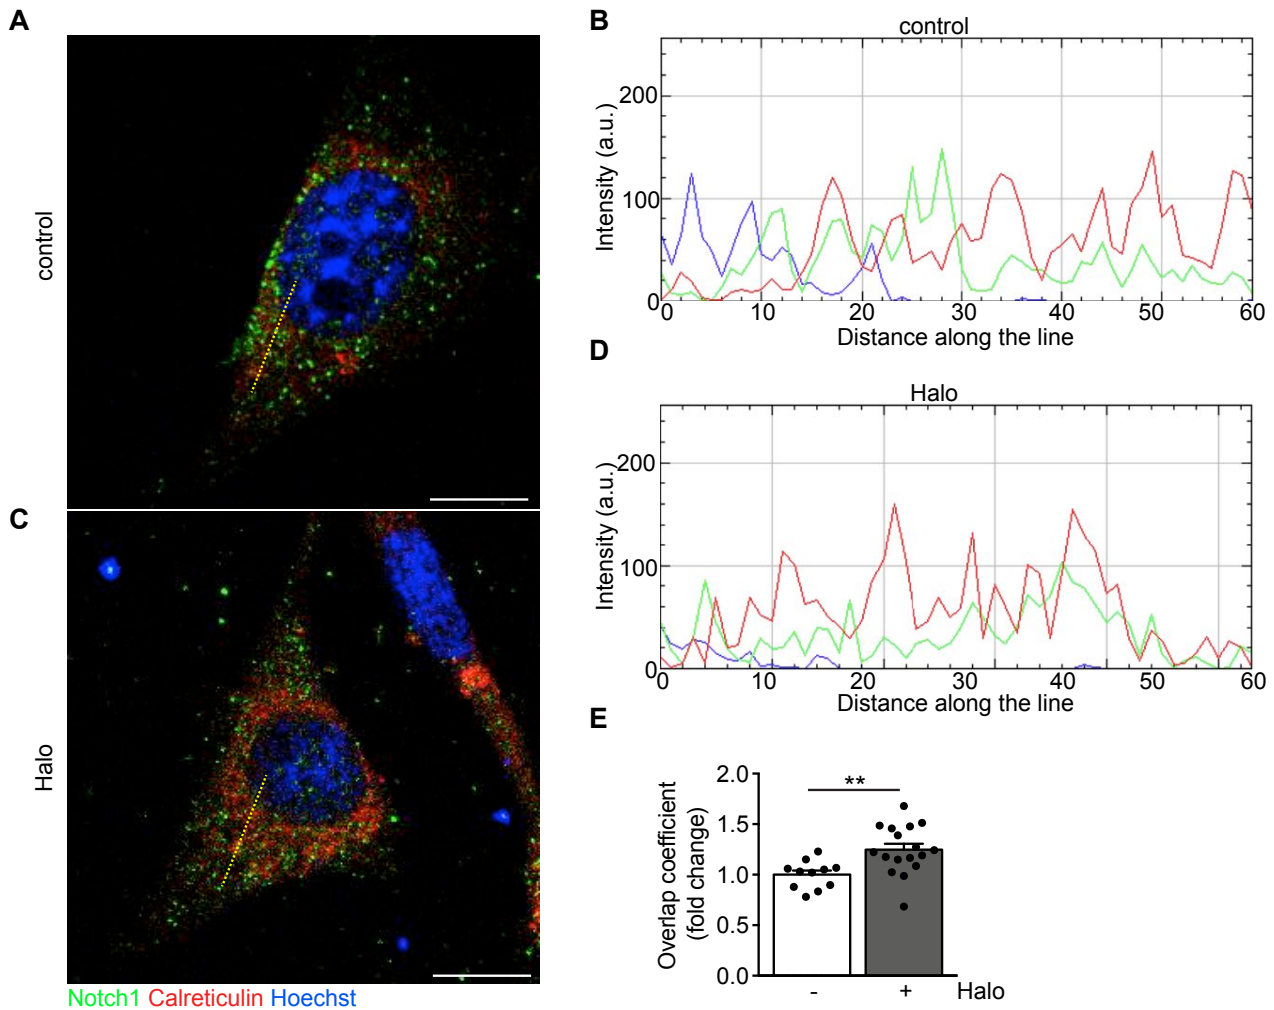 A
control
B
control
Intensity (a.u.)
200
100
0
0 10 20 30 40 50 60
Distance along the line
C
Halo
Notch1 Calreticulin Hoechst
D
Halo
Intensity (a.u.)
200
100
0
0 10 20 30 40 50 60
Distance along the line
E
Overlap coefficient
(fold change)
2.0
1.5
1.0
0.5
0.0
**
- + Halo